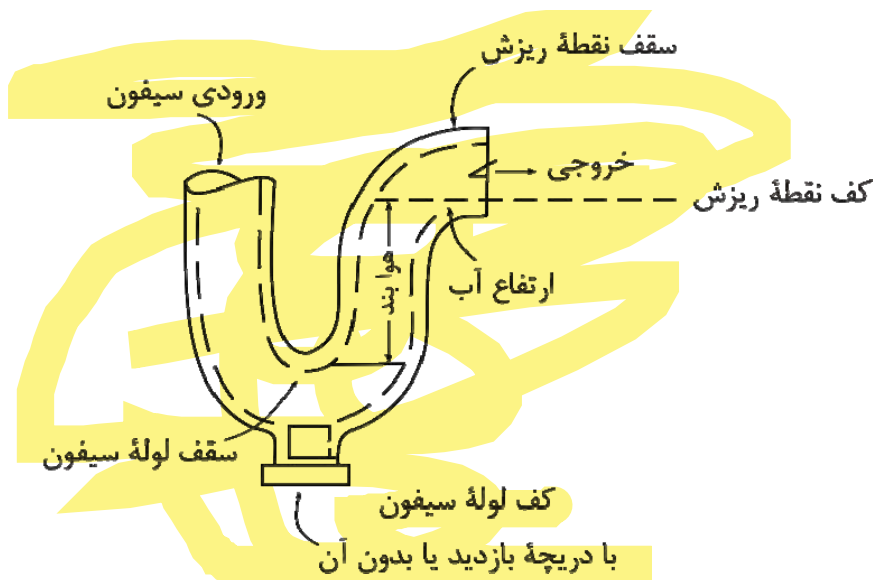 سقف نقطهٔ ریزش
ورودی سیفون
خروجی
کف نقطهٔ ریزش
هوا بند
ارتفاع آب
سقف لولهٔ سیفون
کف لولهٔ سیفون
با دریچهٔ بازدید یا بدون آن